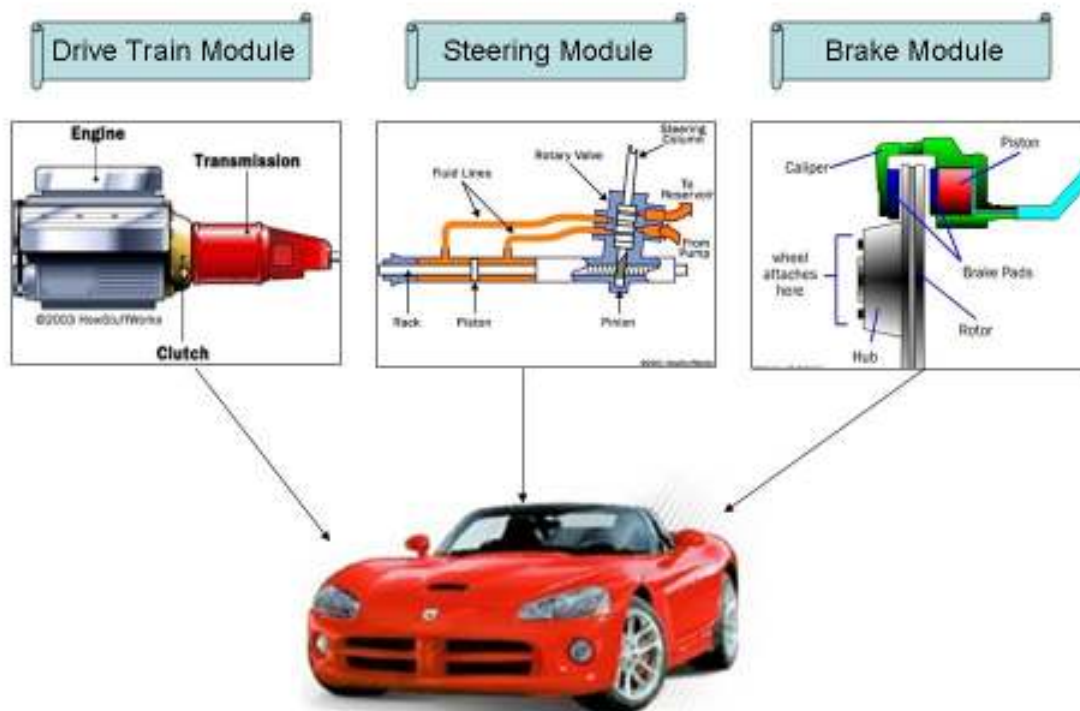 Drive Train Module
Steering Module
Brake Module
Engine
Transmission
©2003 HowStuffWorks
Clutch
Steering
Column
Rotary Valve
Fluid Lines
To
Reservoir
From
Pump
Rack
Piston
Pinion
Caliper
Piston
wheel
attaches
here
Brake Pads
Rotor
Hub